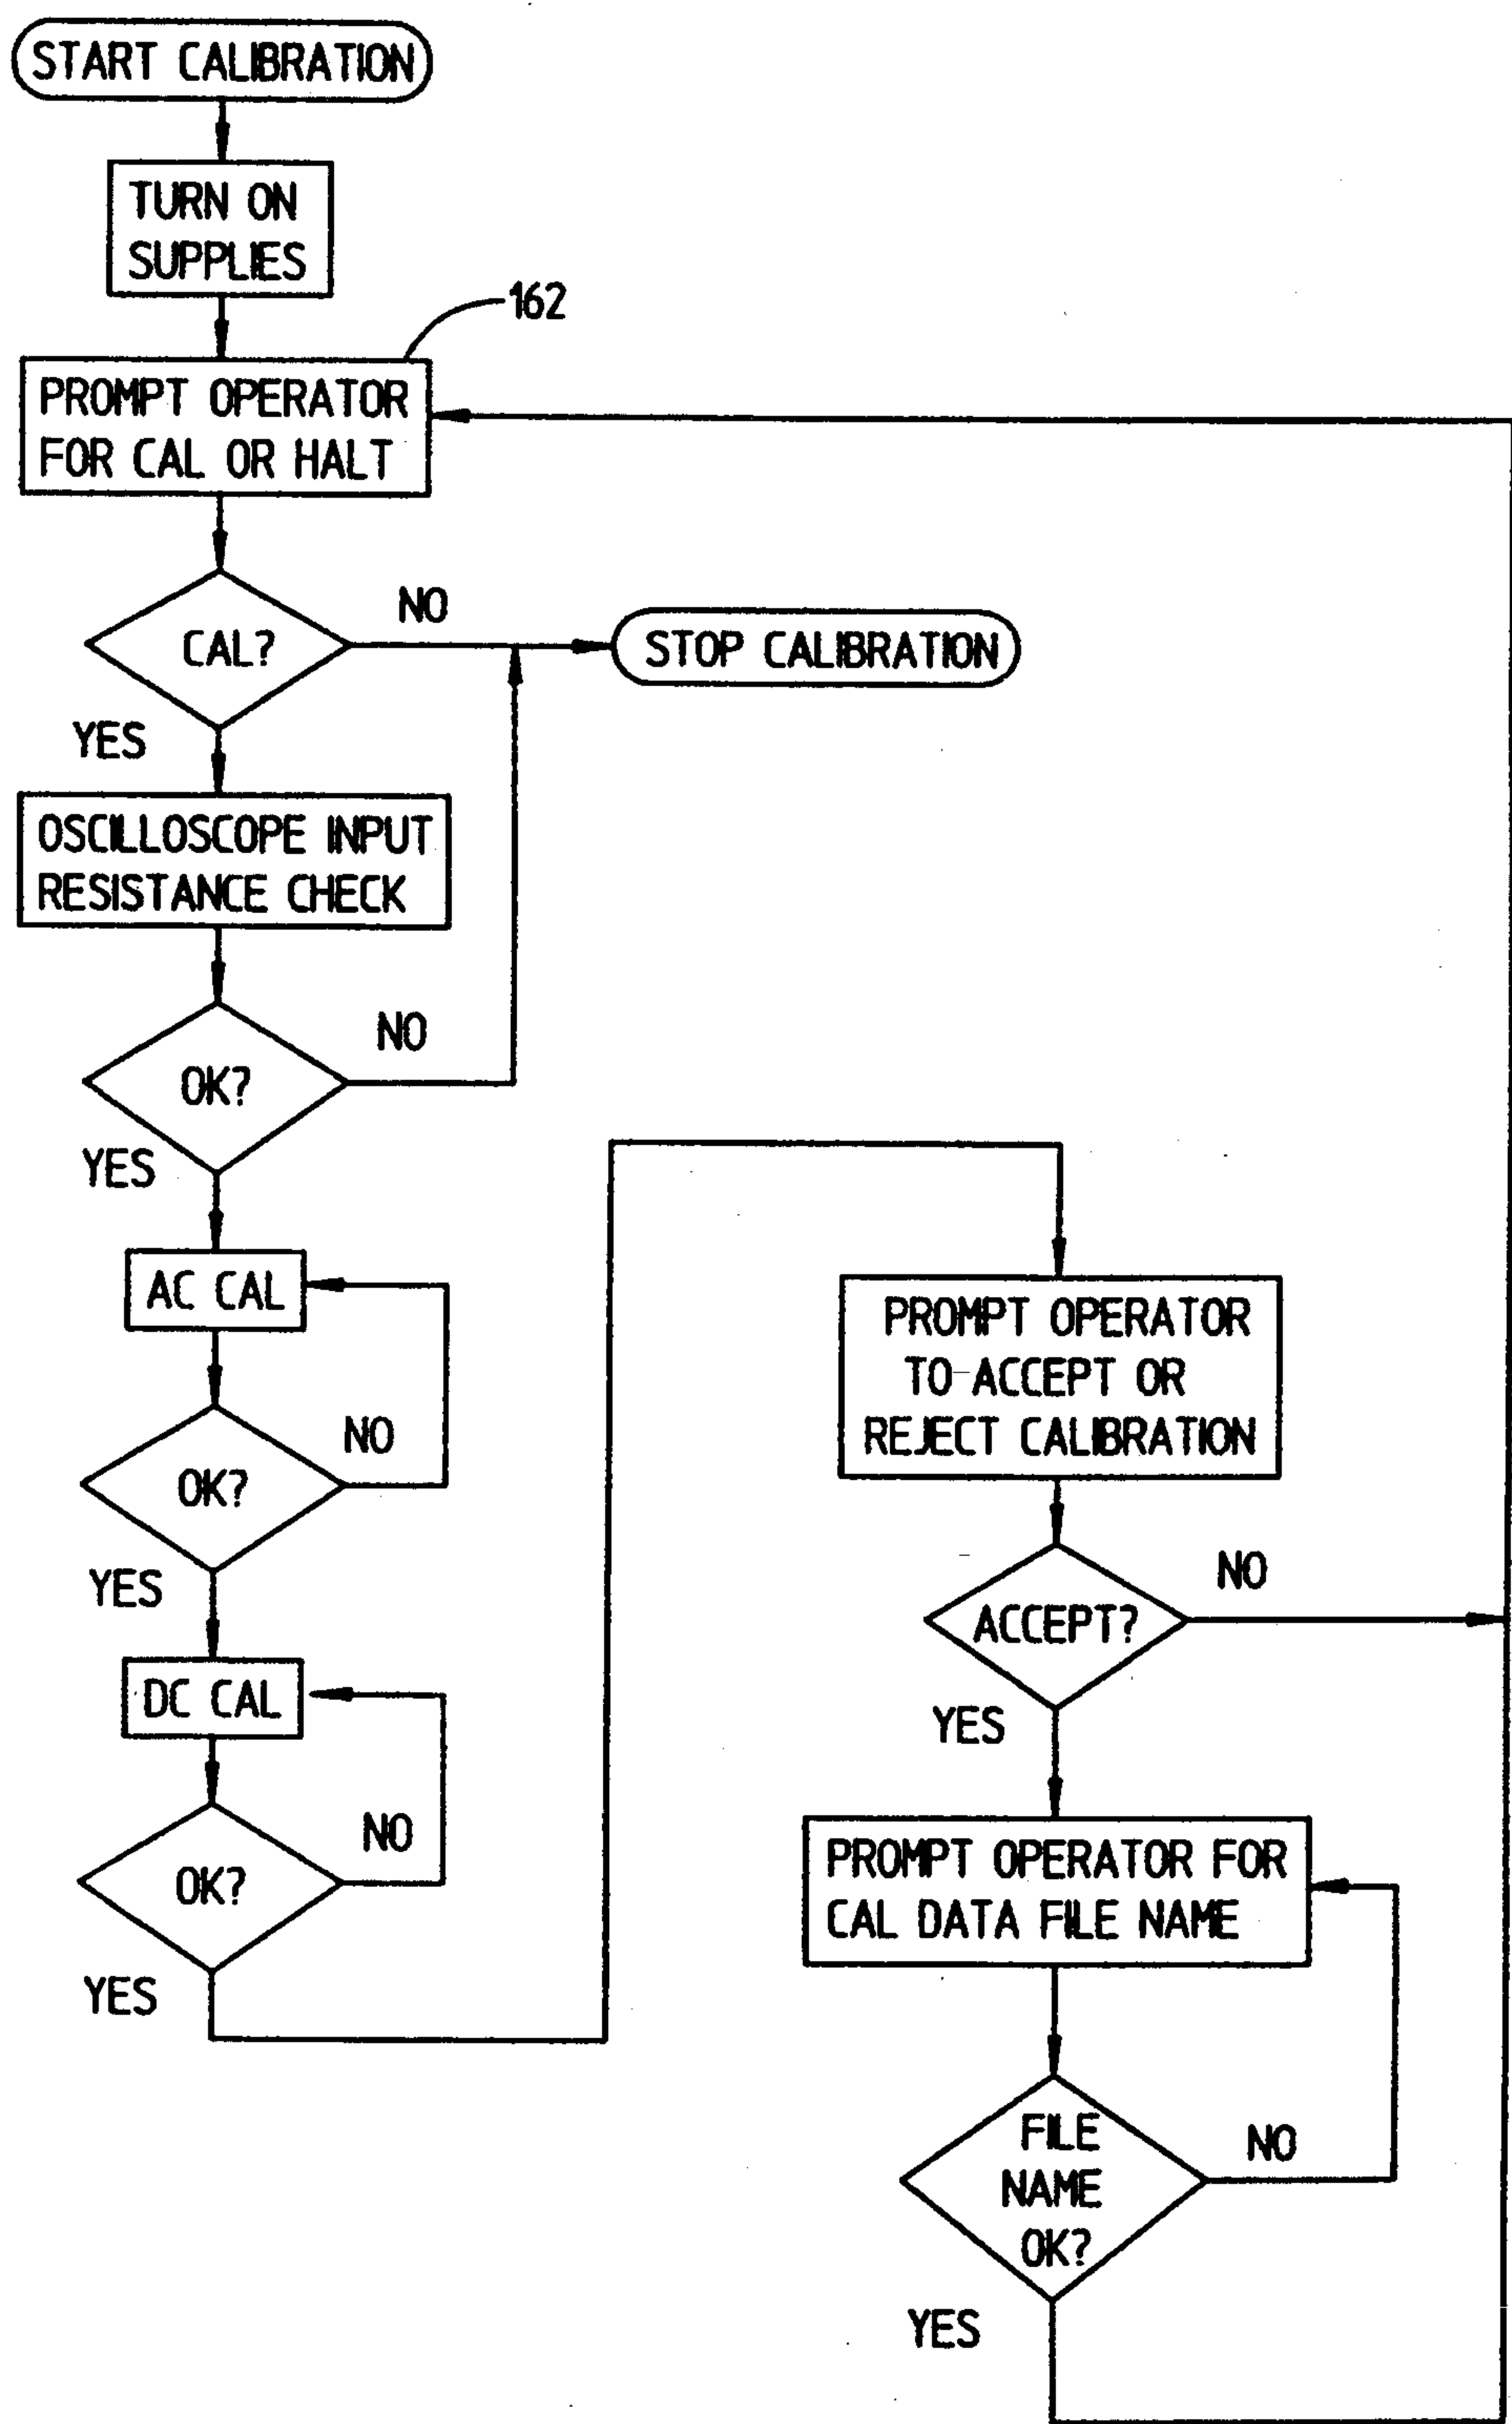 START CALIBRATION
TURN ON
SUPPLIES
162
PROMPT OPERATOR
FOR CAL OR HALT
CAL?
NO
STOP CALIBRATION
YES
OSCILLOSCOPE INPUT
RESISTANCE CHECK
OK?
NO
YES
AC CAL
OK?
NO
YES
DC CAL
OK?
NO
YES
PROMPT OPERATOR
TO ACCEPT OR
REJECT CALIBRATION
ACCEPT?
NO
YES
PROMPT OPERATOR FOR
CAL DATA FILE NAME
FILE
NAME
OK?
NO
YES